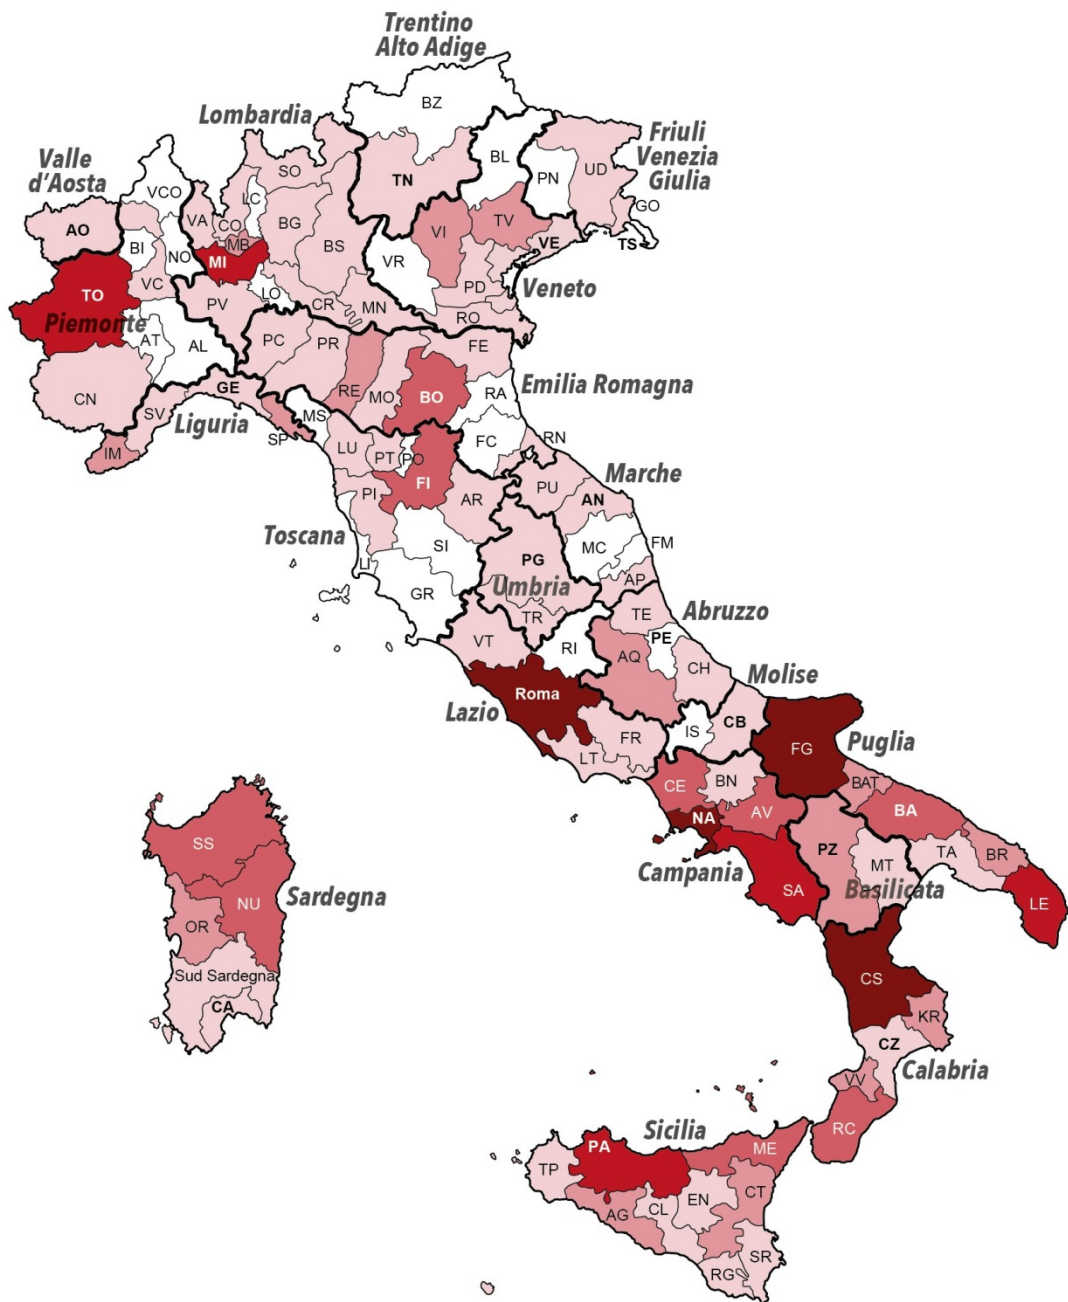 Trentino
Alto Adige
BZ
Lombardia
Friuli
Venezia
Giulia
Valle
d'Aosta
BL
SO
UD
PN
TN
VCO
LC
GO
VA
CO
BG
TV
AO
VI
VE
TS
BI
MB
BS
NO
MI
VR
VC
PD
Veneto
TO
LO
PV
CR
MN
RO
Piemonte
AT
AL
PC
PR
FE
GE
RE
MO
BO
RA
Emilia Romagna
CN
SV
Liguria
MS
SP
FC
RN
IM
LU
PT
PO
FI
PU
Marche
PI
AR
AN
Toscana
SI
MC
FM
LI
PG
AP
GR
Umbria
TR
TE
Abruzzo
VT
RI
AQ
PE
CH
Molise
Roma
Lazio
FR
IS
CB
LT
FG
Puglia
CE
BN
BAT
NA
AV
BA
SS
PZ
TA
BR
MT
Campania
SA
Basilicata
LE
NU
Sardegna
OR
Sud Sardegna
CS
CA
KR
CZ
Calabria
VV
RC
Sicilia
PA
ME
TP
EN
CT
CL
AG
SR
RG